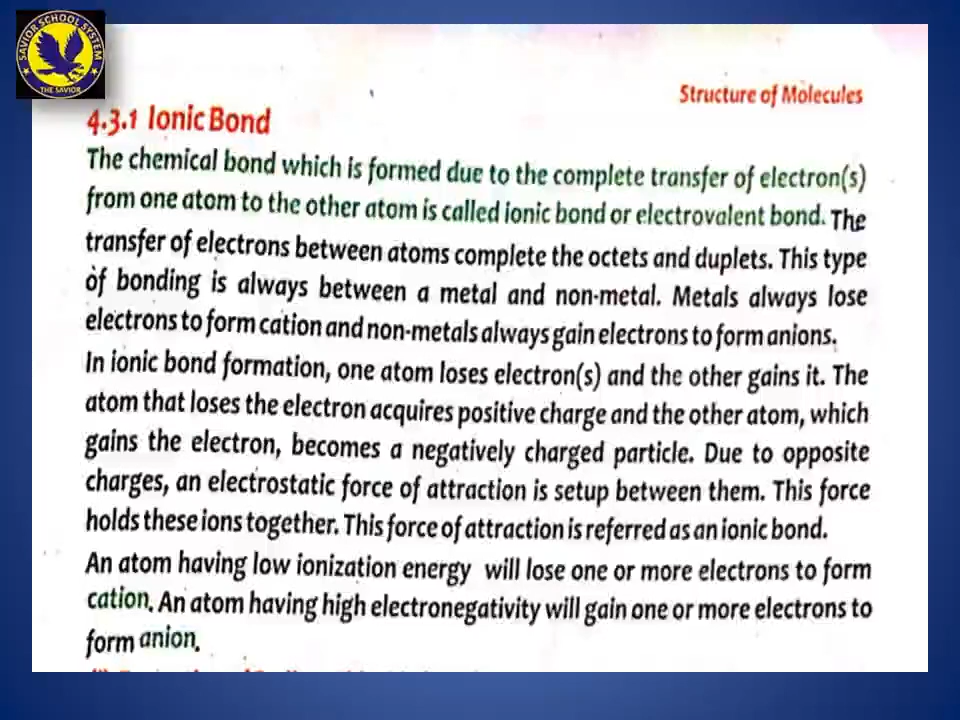 SAVIOR SCHOOL SYSTEM
THE SAVIOR
Structure of Molecules
4.3.1 Ionic Bond
The chemical bond which is formed due to the complete transfer of electron(s)
from one atom to the other atom is called ionic bond or electrovalent bond. The
transfer of electrons between atoms complete the octets and duplets. This type
of bonding is always between a metal and non-metal. Metals always lose
electrons to form cation and non-metals always gain electrons to form anions.
In ionic bond formation, one atom loses electron(s) and the other gains it. The
atom that loses the electron acquires positive charge and the other atom, which
gains the electron, becomes a negatively charged particle. Due to opposite
charges, an electrostatic force of attraction is setup between them. This force
holds these ions together. This force of attraction is referred as an ionic bond.
An atom having low ionization energy will lose one or more electrons to form
cation. An atom having high electronegativity will gain one or more electrons to
form anion.